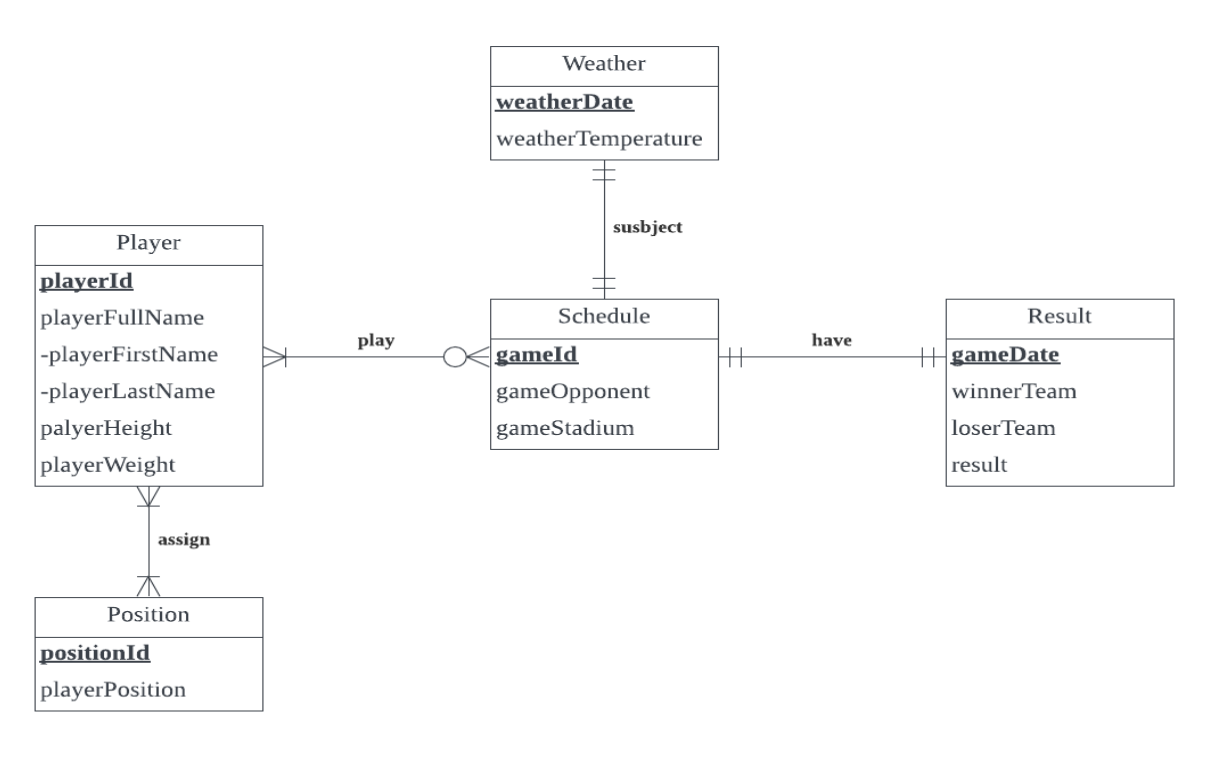 Weather
weatherDate
weatherTemperature
susbject
Player
playerId
playerFullName
-playerFirstName
-playerLastName
palyerHeight
playerWeight
play
Schedule
gameId
gameOpponent
gameStadium
have
Result
gameDate
winnerTeam
loserTeam
result
assign
Position
positionId
playerPosition